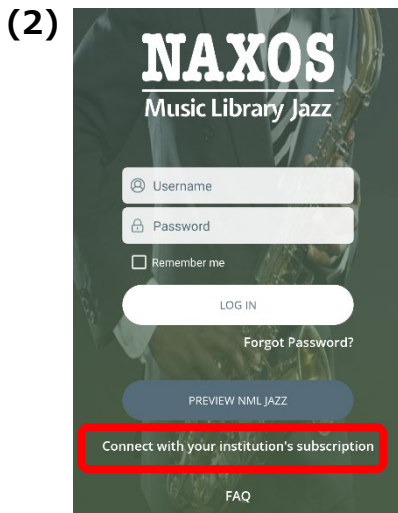 (2)
NAXOS
Music Library Jazz
Username
Password
Remember me
LOG IN
Forgot Password?
PREVIEW NML JAZZ
Connect with your institution's subscription
FAQ